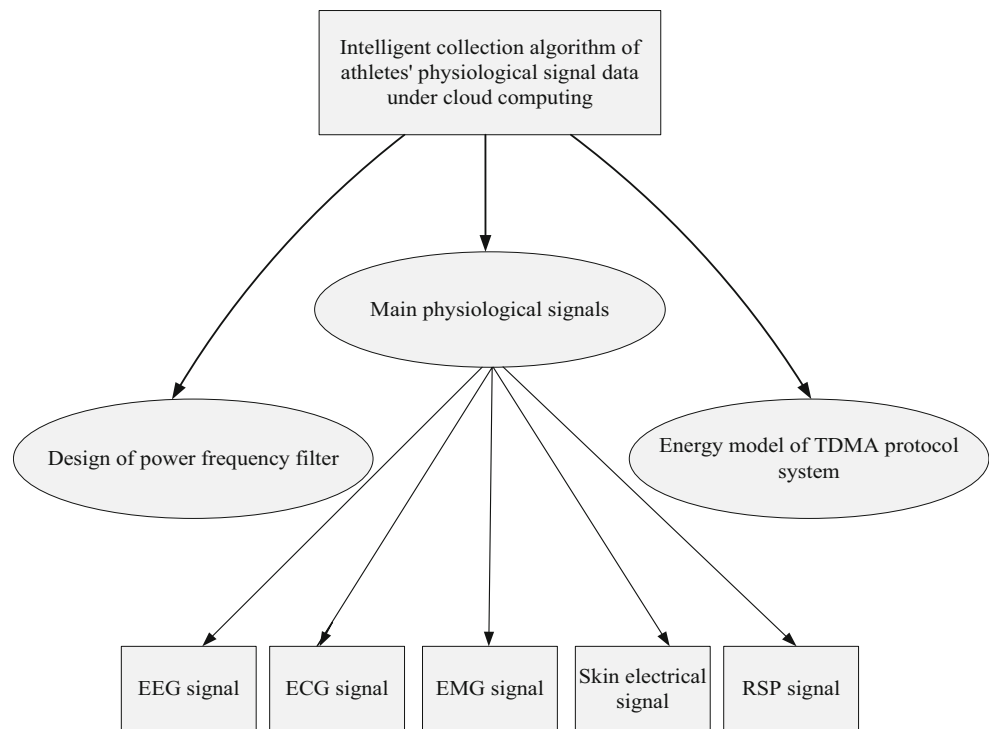 Intelligent collection algorithm of
athletes' physiological signal data
under cloud computing
Main physiological signals
Design of power frequency filter
Energy model of TDMA protocol
system
EEG signal
ECG signal
EMG signal
Skin electrical
signal
RSP signal